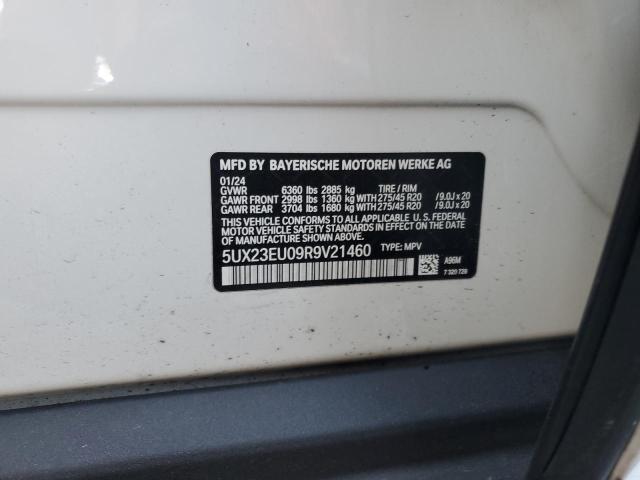 MFD BY BAYERISCHE MOTOREN WERKE AG
01/24
GVWR 6360 lbs 2885 kg TIRE / RIM
GAWR FRONT 2998 lbs 1360 kg WITH 275/45 R20 / 9.0J x 20
GAWR REAR 3704 lbs 1680 kg WITH 275/45 R20 / 9.0J x 20
THIS VEHICLE CONFORMS TO ALL APPLICABLE U. S. FEDERAL
MOTOR VEHICLE SAFETY STANDARDS IN EFFECT ON THE DATE
OF MANUFACTURE SHOWN ABOVE.
5UX23EU09R9V21460 TYPE: MPV
A96M
7 320 728